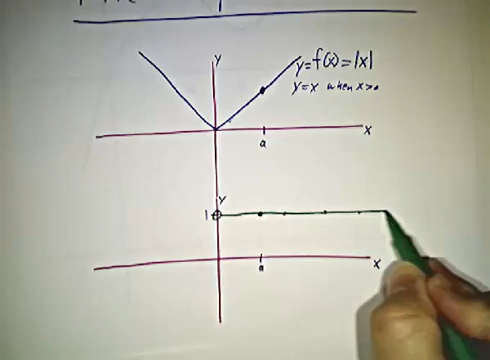 y
y=f(x)=|x|
y=x when x>0
x
a
y
1
a
x